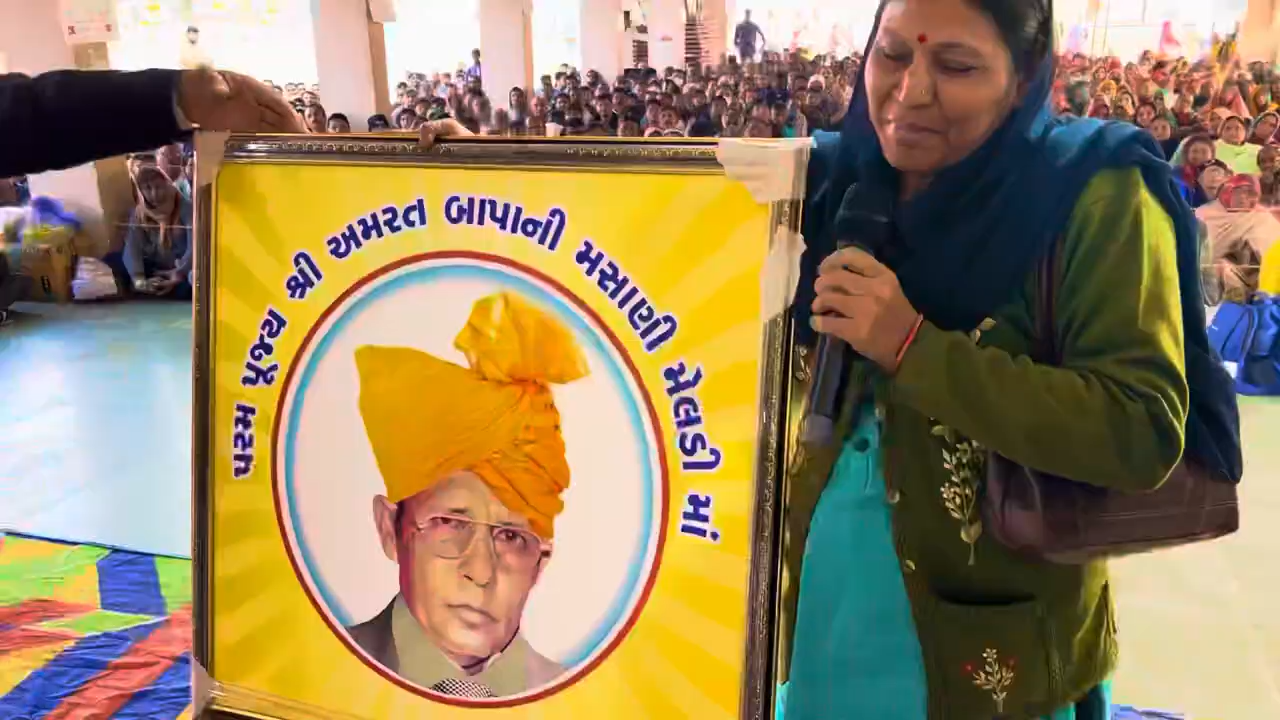 પરમ પૂજ્ય શ્રી અમરત બાપાની મસાણી મેલડી માં